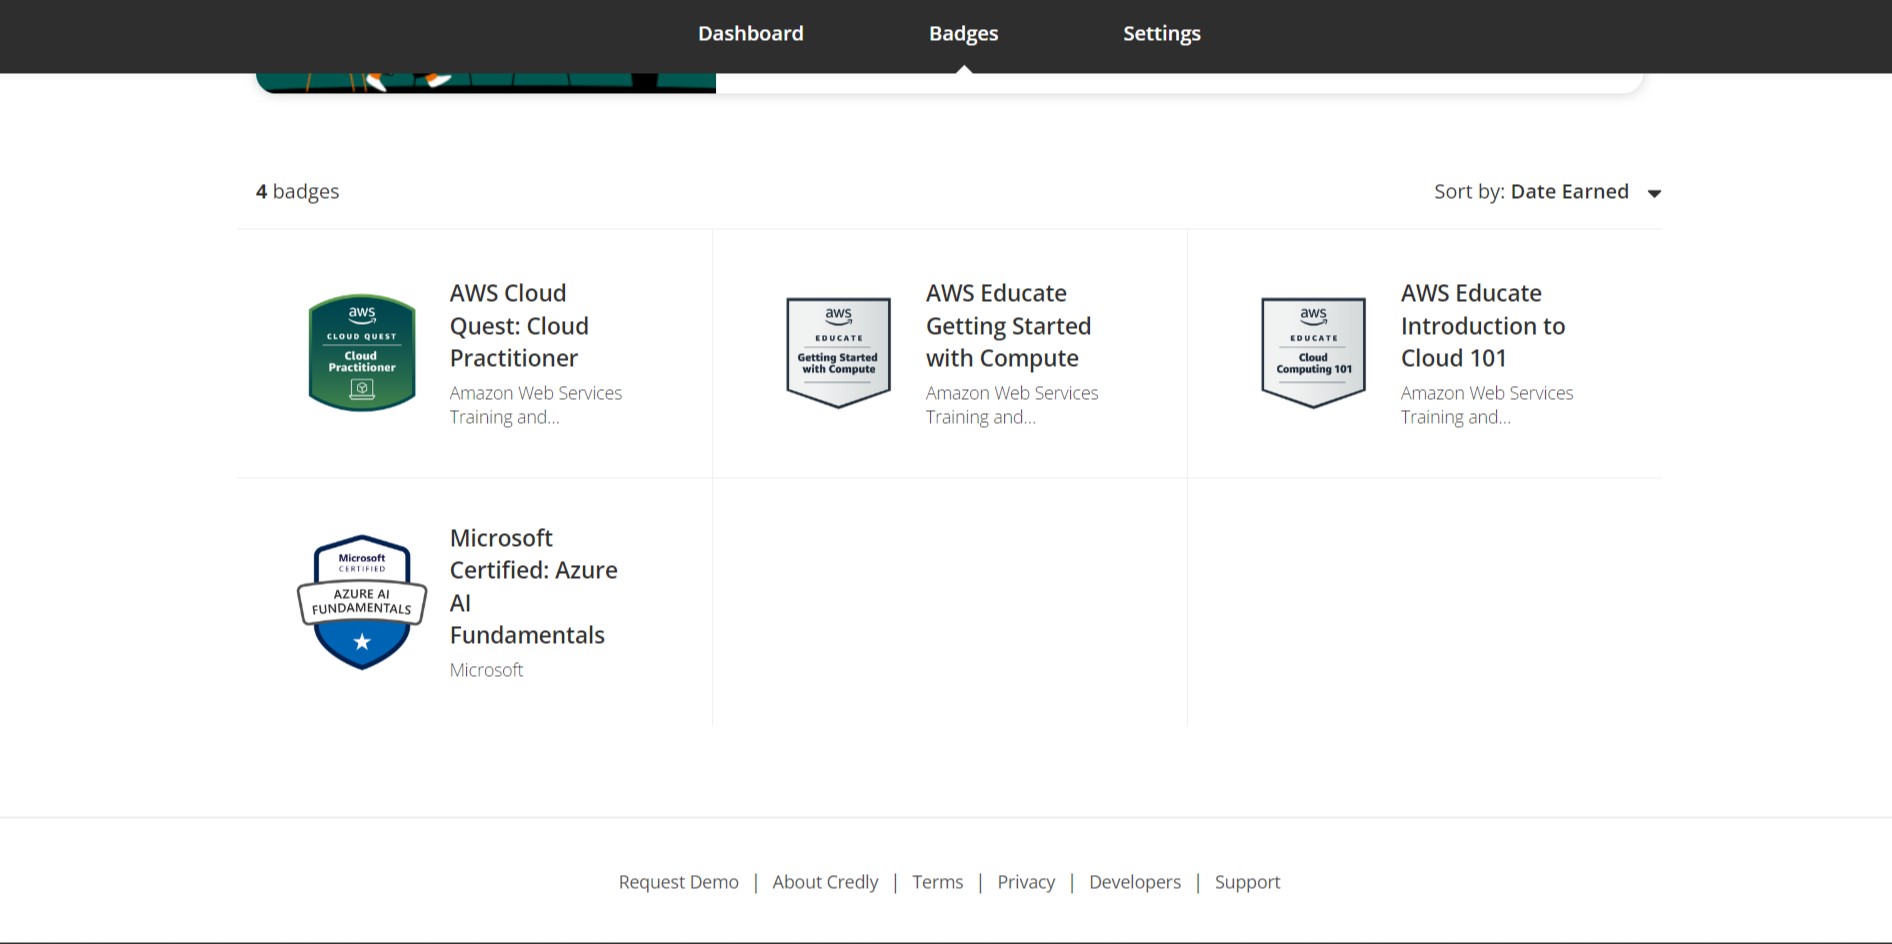 Dashboard Badges Settings
4 badges
Sort by: Date Earned
aws
CLOUD QUEST
Cloud
Practitioner
AWS Cloud
Quest: Cloud
Practitioner
Amazon Web Services
Training and...
aws
EDUCATE
Getting Started
with Compute
AWS Educate
Getting Started
with Compute
Amazon Web Services
Training and...
aws
EDUCATE
Cloud
Computing 101
AWS Educate
Introduction to
Cloud 101
Amazon Web Services
Training and...
Microsoft
CERTIFIED
AZURE AI
FUNDAMENTALS
Microsoft
Certified: Azure
AI
Fundamentals
Microsoft
Request Demo | About Credly | Terms | Privacy | Developers | Support